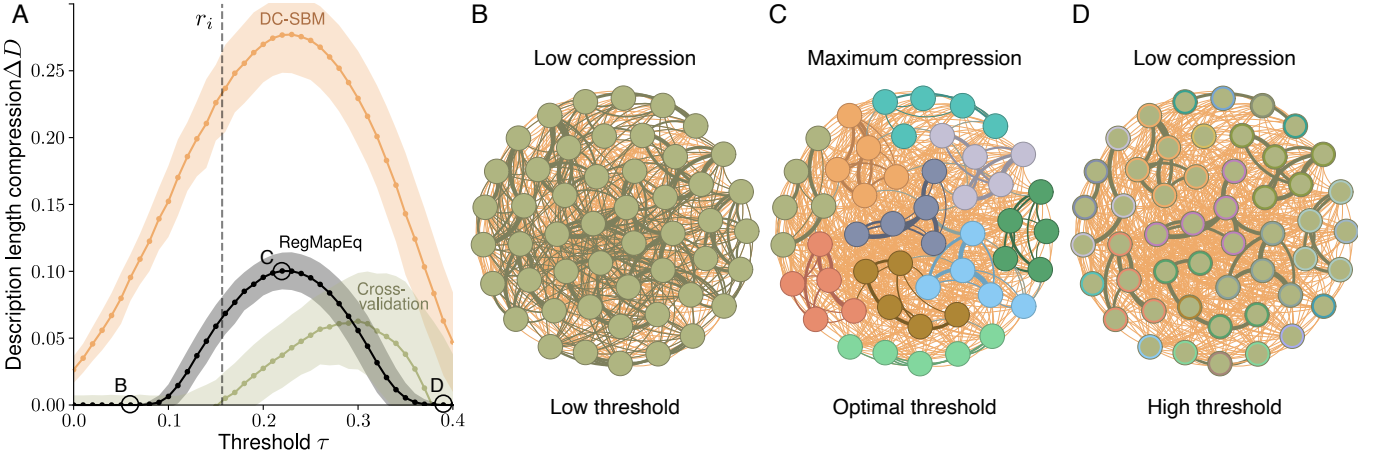 A
B
C
D
r_i
DC-SBM
RegMapEq
C
Cross-
validation
B
D
Description length compression ΔD
0.25
0.20
0.15
0.10
0.05
0.00
0.0
0.1
0.2
0.3
0.4
Threshold τ
Low compression
Low threshold
Maximum compression
Optimal threshold
Low compression
High threshold